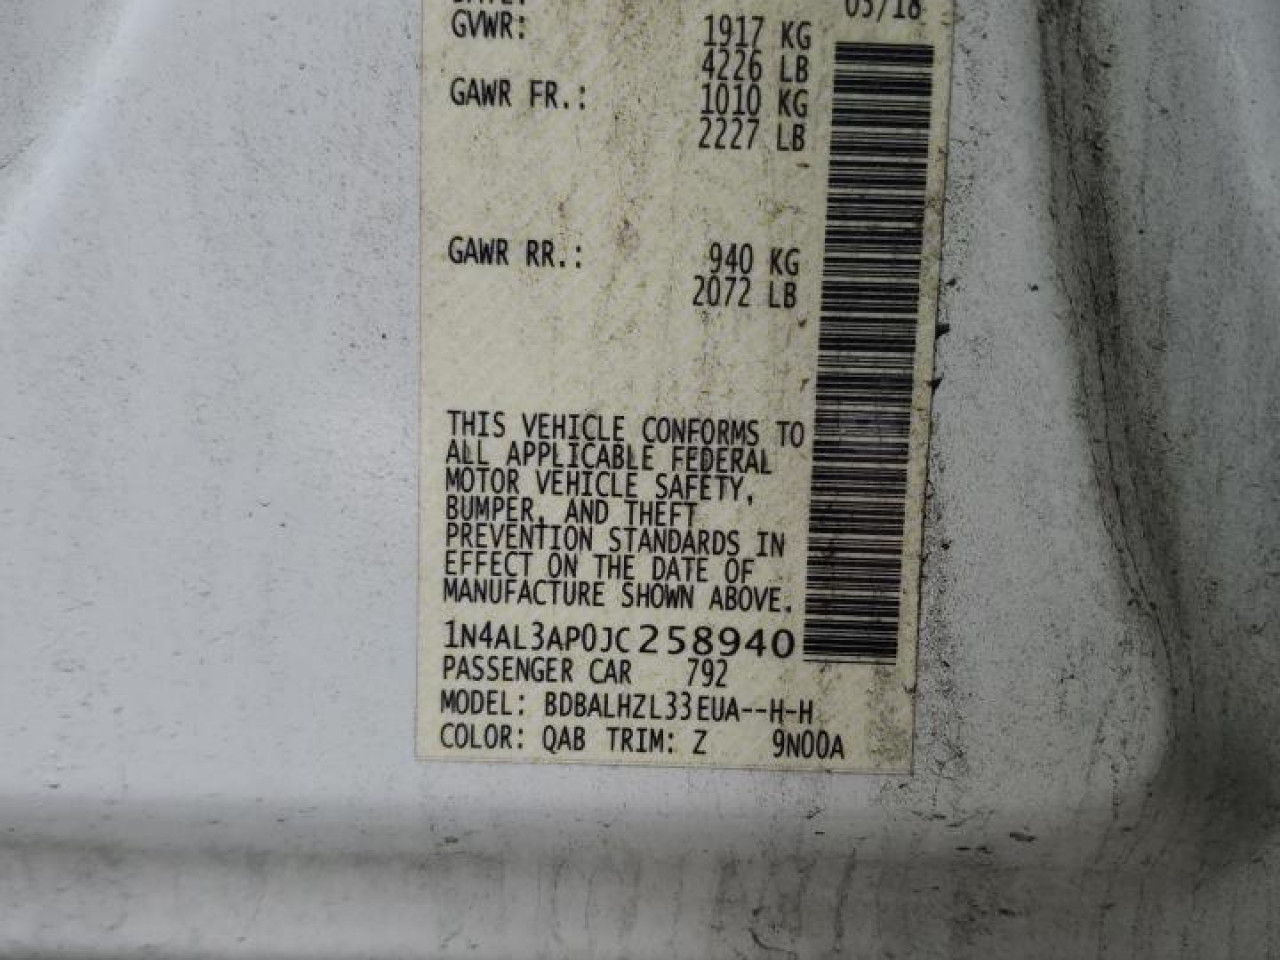 GVWR: 1917 KG
4226 LB
GAWR FR.: 1010 KG
2227 LB
GAWR RR.: 940 KG
2072 LB
THIS VEHICLE CONFORMS TO
ALL APPLICABLE FEDERAL
MOTOR VEHICLE SAFETY,
BUMPER, AND THEFT
PREVENTION STANDARDS IN
EFFECT ON THE DATE OF
MANUFACTURE SHOWN ABOVE.
1N4AL3AP0JC258940
PASSENGER CAR 792
MODEL: BDBALHZL33EUA--H-H
COLOR: QAB TRIM: Z 9N00A